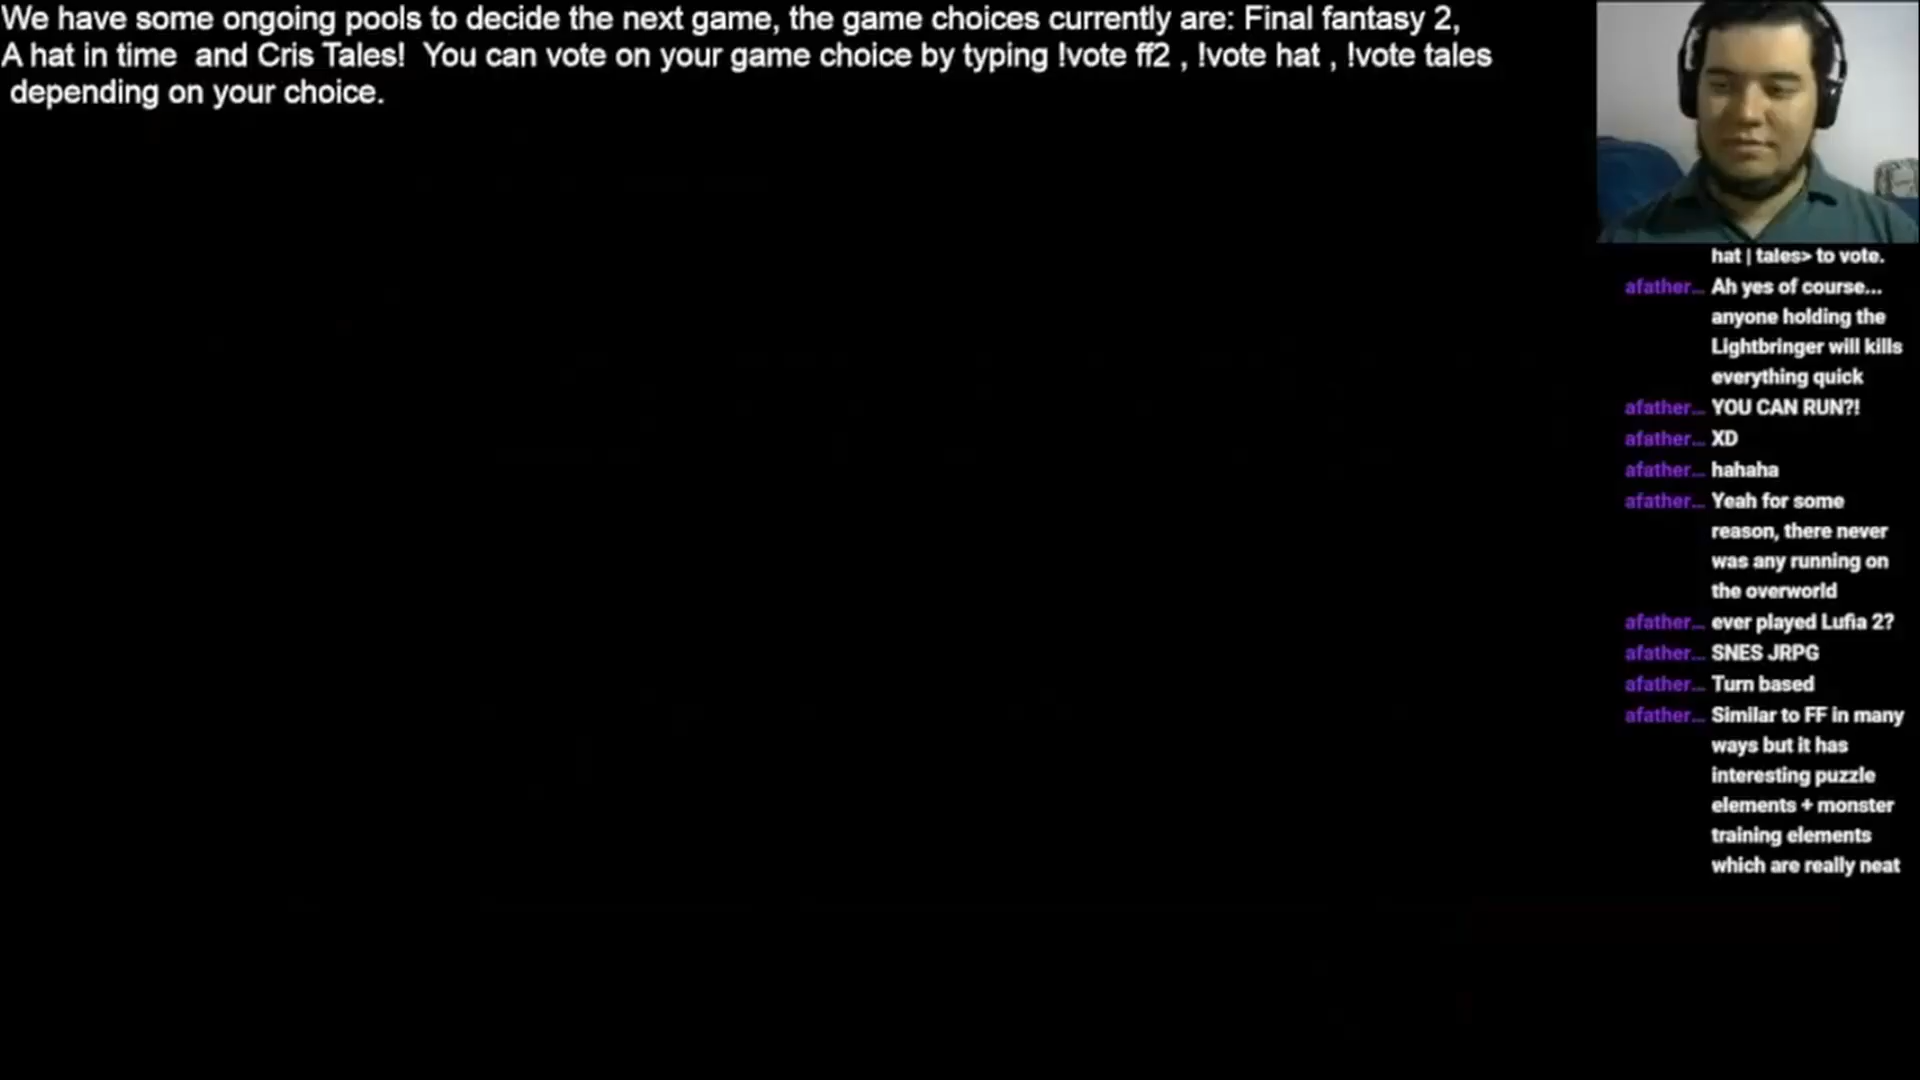 We have some ongoing pools to decide the next game, the game choices currently are: Final fantasy 2,
A hat in time and Cris Tales! You can vote on your game choice by typing !vote ff2 , !vote hat , !vote tales
depending on your choice.
hat | tales> to vote.
afather... Ah yes of course...
anyone holding the
Lightbringer will kills
everything quick
afather... YOU CAN RUN?!
afather... XD
afather... hahaha
afather... Yeah for some
reason, there never
was any running on
the overworld
afather... ever played Lufia 2?
afather... SNES JRPG
afather... Turn based
afather... Similar to FF in many
ways but it has
interesting puzzle
elements + monster
training elements
which are really neat